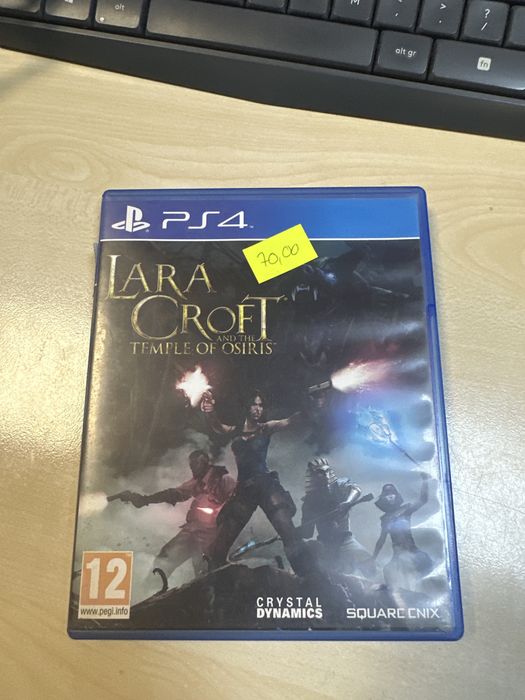 alt
M
<
,
>
.
?
/
alt gr
fn
PS4
70,00
LARA
CROFT
AND THE
TEMPLE OF OSIRIS™
12
www.pegi.info
CRYSTAL
DYNAMICS
SQUARE ENIX